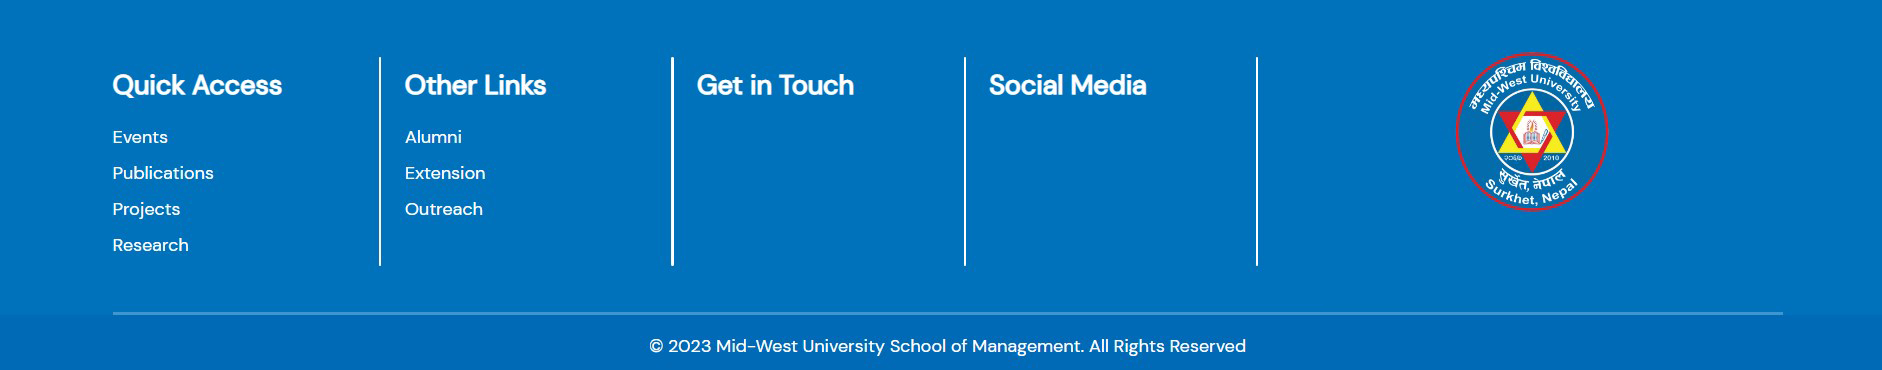 Quick Access
Events
Publications
Projects
Research
Other Links
Alumni
Extension
Outreach
Get in Touch
Social Media
मध्यपश्चिम विश्वविद्यालय
Mid-West University
२०६७ 2010
सुर्खेत, नेपाल
Surkhet, Nepal
© 2023 Mid-West University School of Management. All Rights Reserved